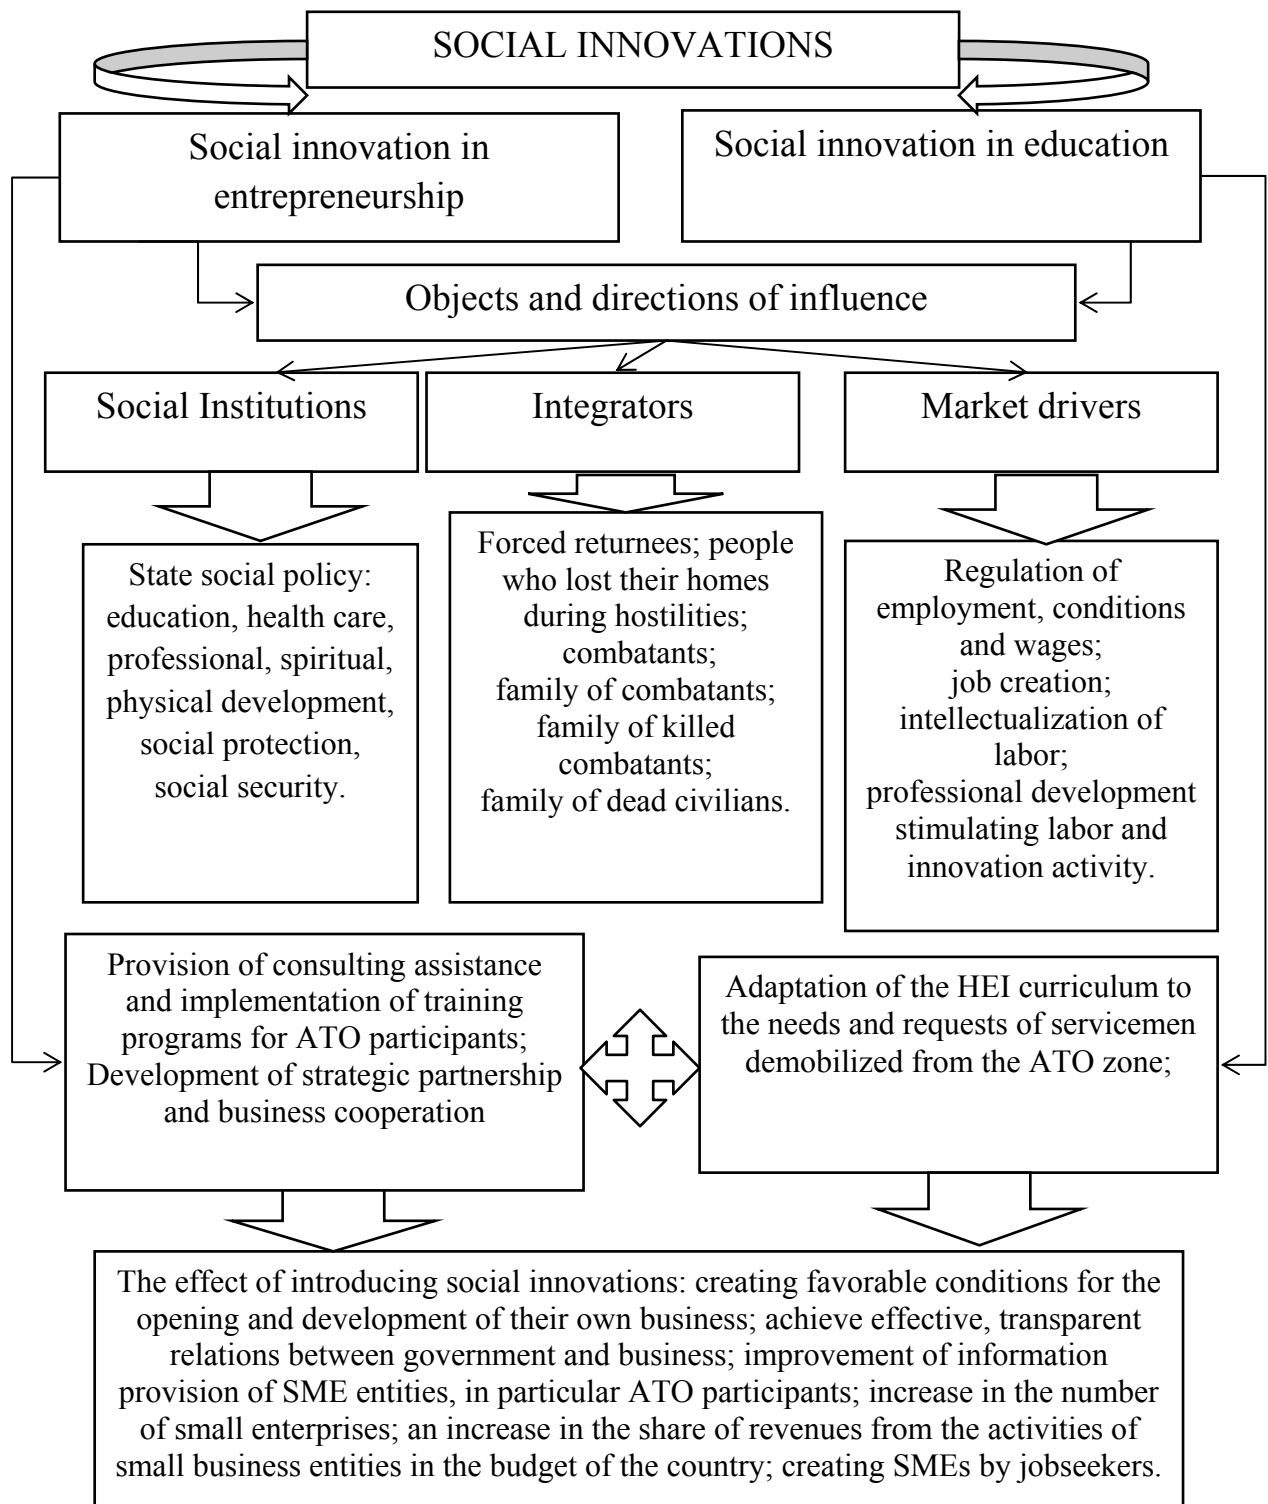 SOCIAL INNOVATIONS
Social innovation in
entrepreneurship
Social innovation in education
Objects and directions of influence
Social Institutions
Integrators
Market drivers
State social policy:
education, health care,
professional, spiritual,
physical development,
social protection,
social security.
Forced returnees; people
who lost their homes
during hostilities;
combatants;
family of combatants;
family of killed
combatants;
family of dead civilians.
Regulation of
employment, conditions
and wages;
job creation;
intellectualization of
labor;
professional development
stimulating labor and
innovation activity.
Provision of consulting assistance
and implementation of training
programs for ATO participants;
Development of strategic partnership
and business cooperation
Adaptation of the HEI curriculum to
the needs and requests of servicemen
demobilized from the ATO zone;
The effect of introducing social innovations: creating favorable conditions for the
opening and development of their own business; achieve effective, transparent
relations between government and business; improvement of information
provision of SME entities, in particular ATO participants; increase in the number
of small enterprises; an increase in the share of revenues from the activities of
small business entities in the budget of the country; creating SMEs by jobseekers.